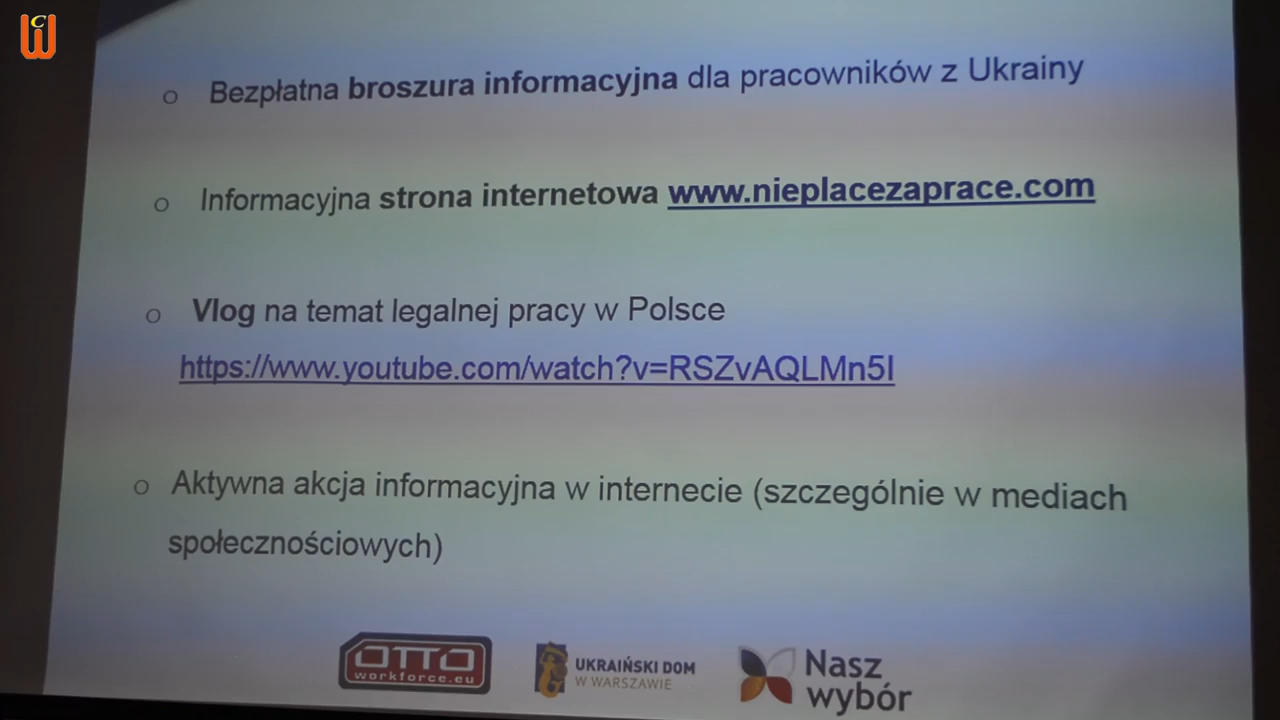 Bezpłatna broszura informacyjna dla pracowników z Ukrainy
Informacyjna strona internetowa www.nieplacezaprace.com
Vlog na temat legalnej pracy w Polsce
https://www.youtube.com/watch?v=RSZvAQLMn5I
Aktywna akcja informacyjna w internecie (szczególnie w mediach
społecznościowych)
OTTO
workforce.eu
UKRAIŃSKI DOM
W WARSZAWIE
Nasz
wybór